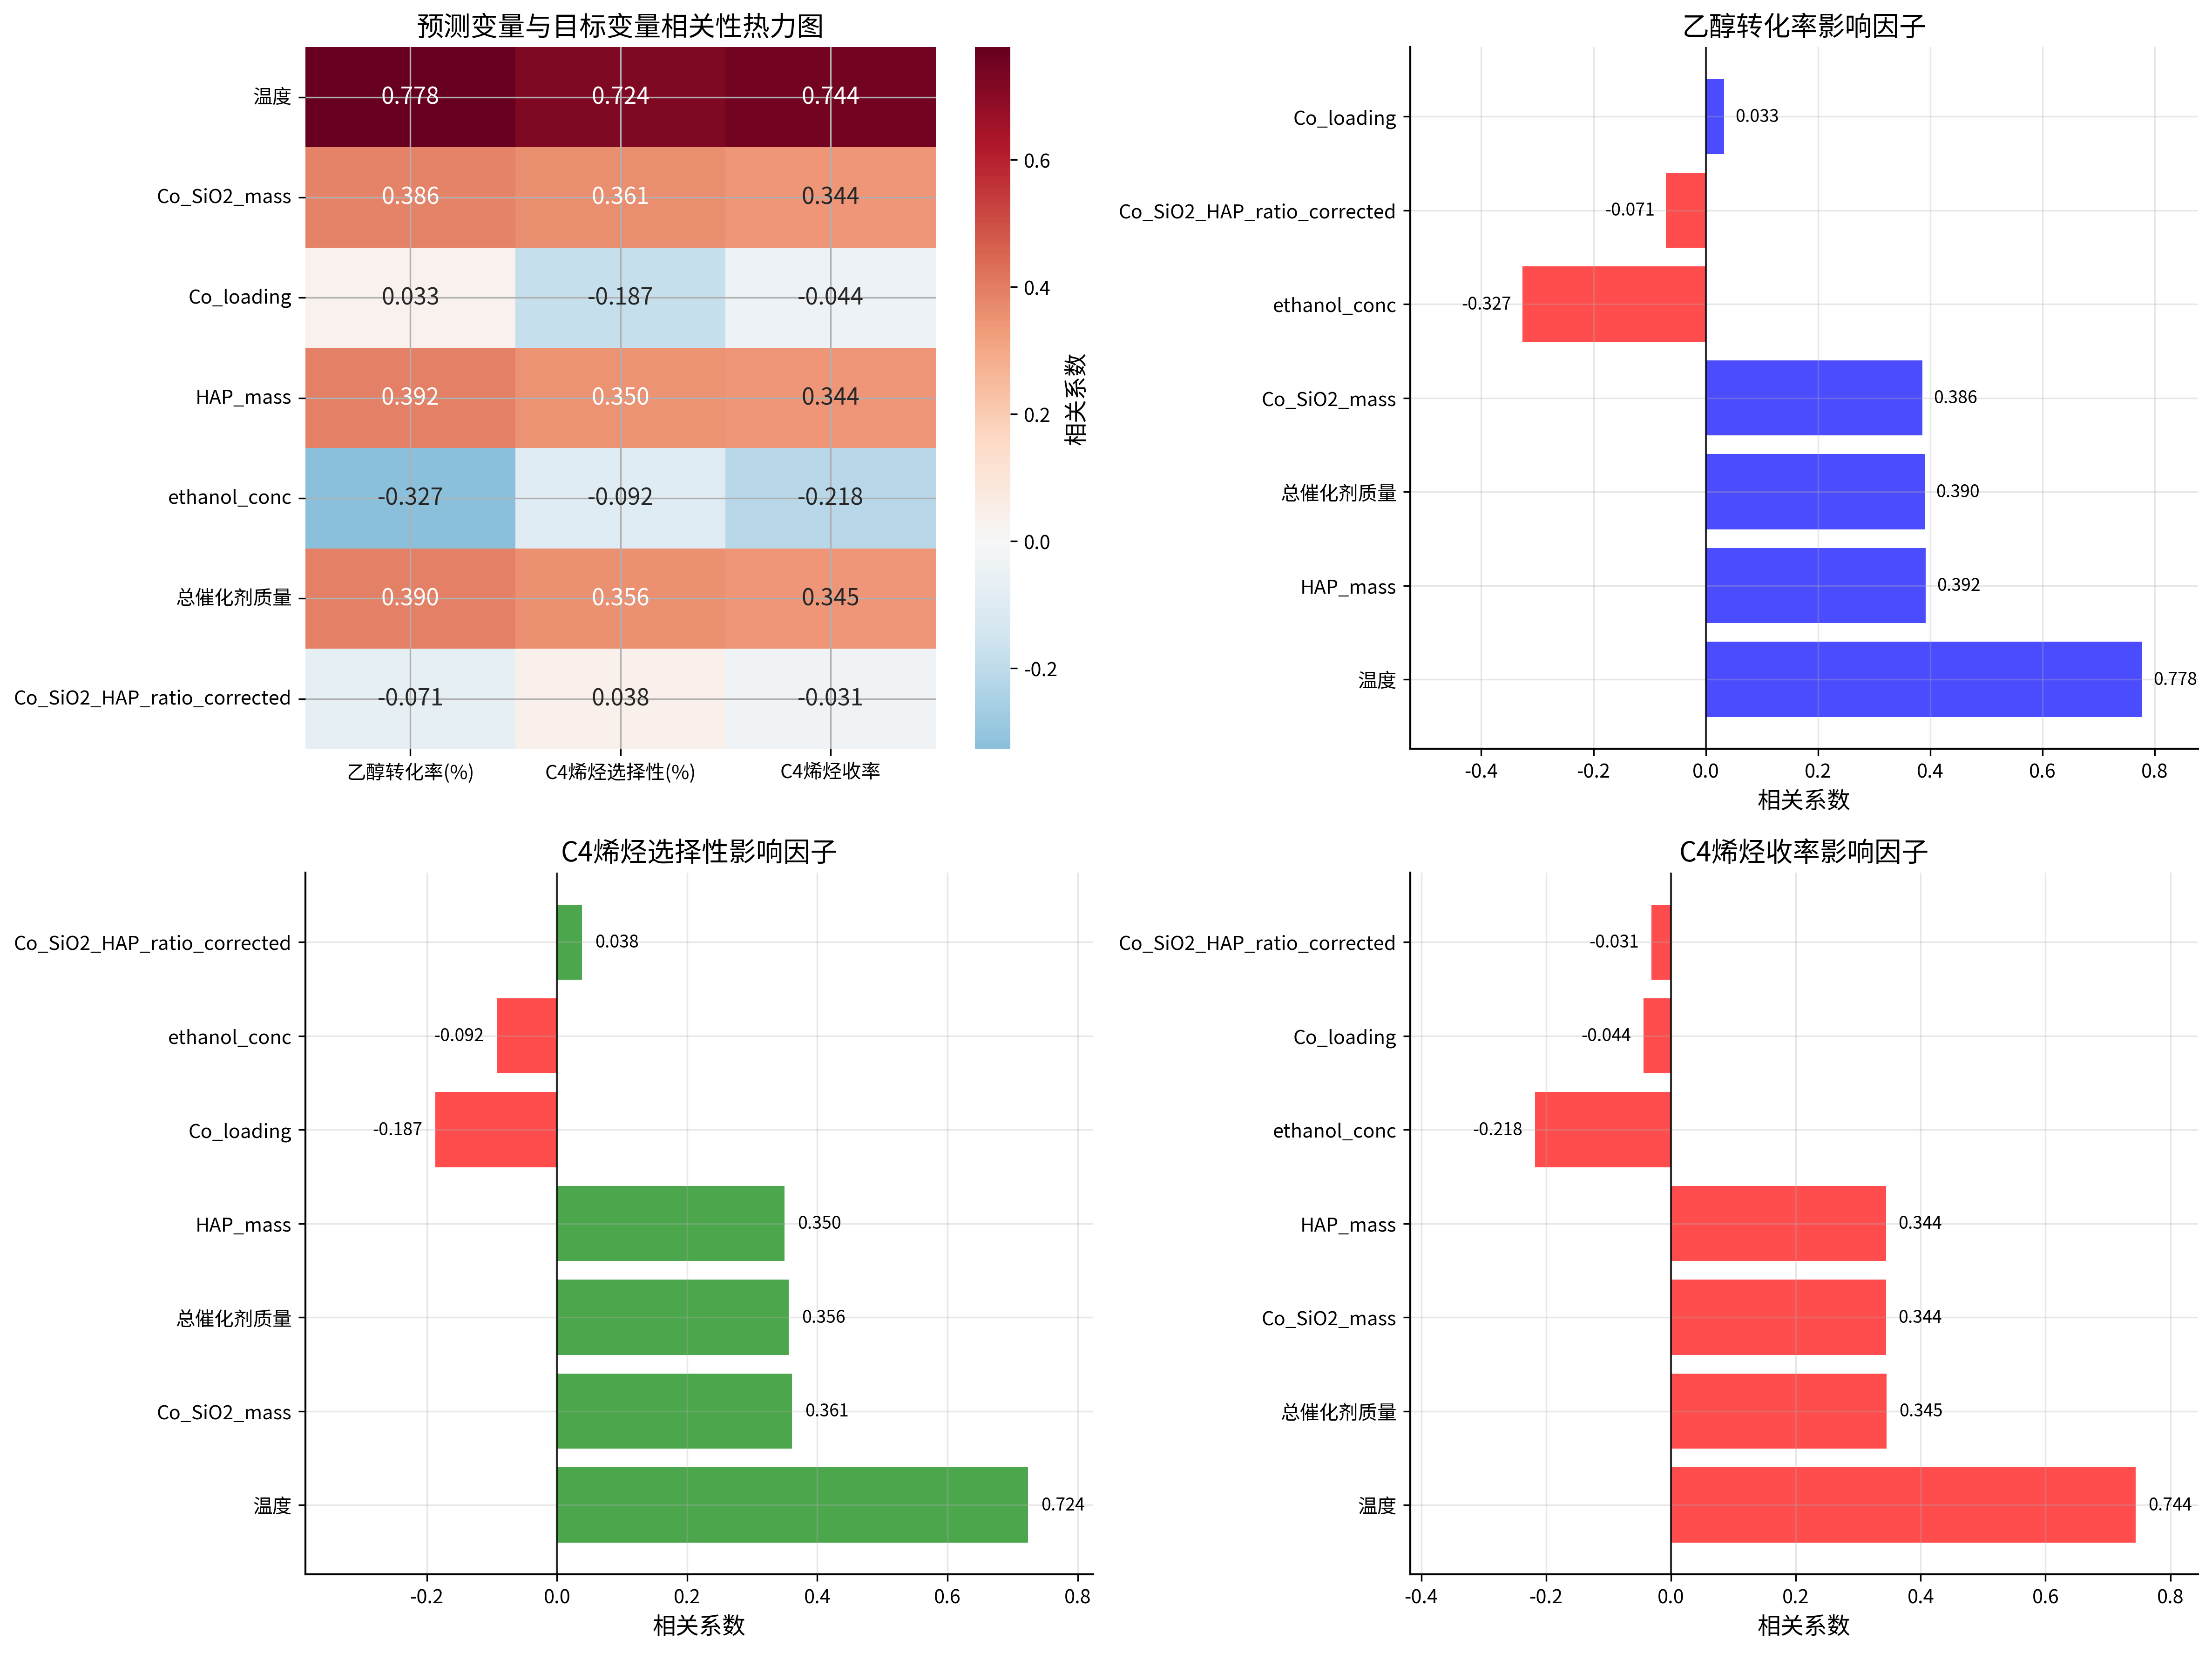 预测变量与目标变量相关性热力图
温度
0.778 0.724 0.744
Co_SiO2_mass
0.386 0.361 0.344
Co_loading
0.033 -0.187 -0.044
HAP_mass
0.392 0.350 0.344
ethanol_conc
-0.327 -0.092 -0.218
总催化剂质量
0.390 0.356 0.345
Co_SiO2_HAP_ratio_corrected
-0.071 0.038 -0.031
乙醇转化率(%) C4烯烃选择性(%) C4烯烃收率
0.6
0.4
0.2
0.0
-0.2
相关系数
乙醇转化率影响因子
Co_loading 0.033
Co_SiO2_HAP_ratio_corrected -0.071
ethanol_conc -0.327
Co_SiO2_mass 0.386
总催化剂质量 0.390
HAP_mass 0.392
温度 0.778
-0.4 -0.2 0.0 0.2 0.4 0.6 0.8
相关系数
C4烯烃选择性影响因子
Co_SiO2_HAP_ratio_corrected 0.038
ethanol_conc -0.092
Co_loading -0.187
HAP_mass 0.350
总催化剂质量 0.356
Co_SiO2_mass 0.361
温度 0.724
-0.2 0.0 0.2 0.4 0.6 0.8
相关系数
C4烯烃收率影响因子
Co_SiO2_HAP_ratio_corrected -0.031
Co_loading -0.044
ethanol_conc -0.218
HAP_mass 0.344
Co_SiO2_mass 0.344
总催化剂质量 0.345
温度 0.744
-0.4 -0.2 0.0 0.2 0.4 0.6 0.8
相关系数